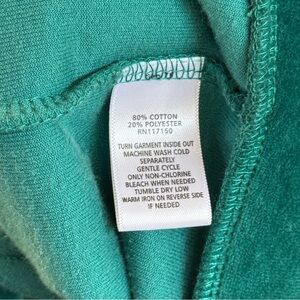 80% COTTON
20% POLYESTER
RN117150
TURN GARMENT INSIDE OUT
MACHINE WASH COLD
SEPARATELY
GENTLE CYCLE
ONLY NON-CHLORINE
BLEACH WHEN NEEDED
TUMBLE DRY LOW
WARM IRON ON REVERSE SIDE
IF NEEDED